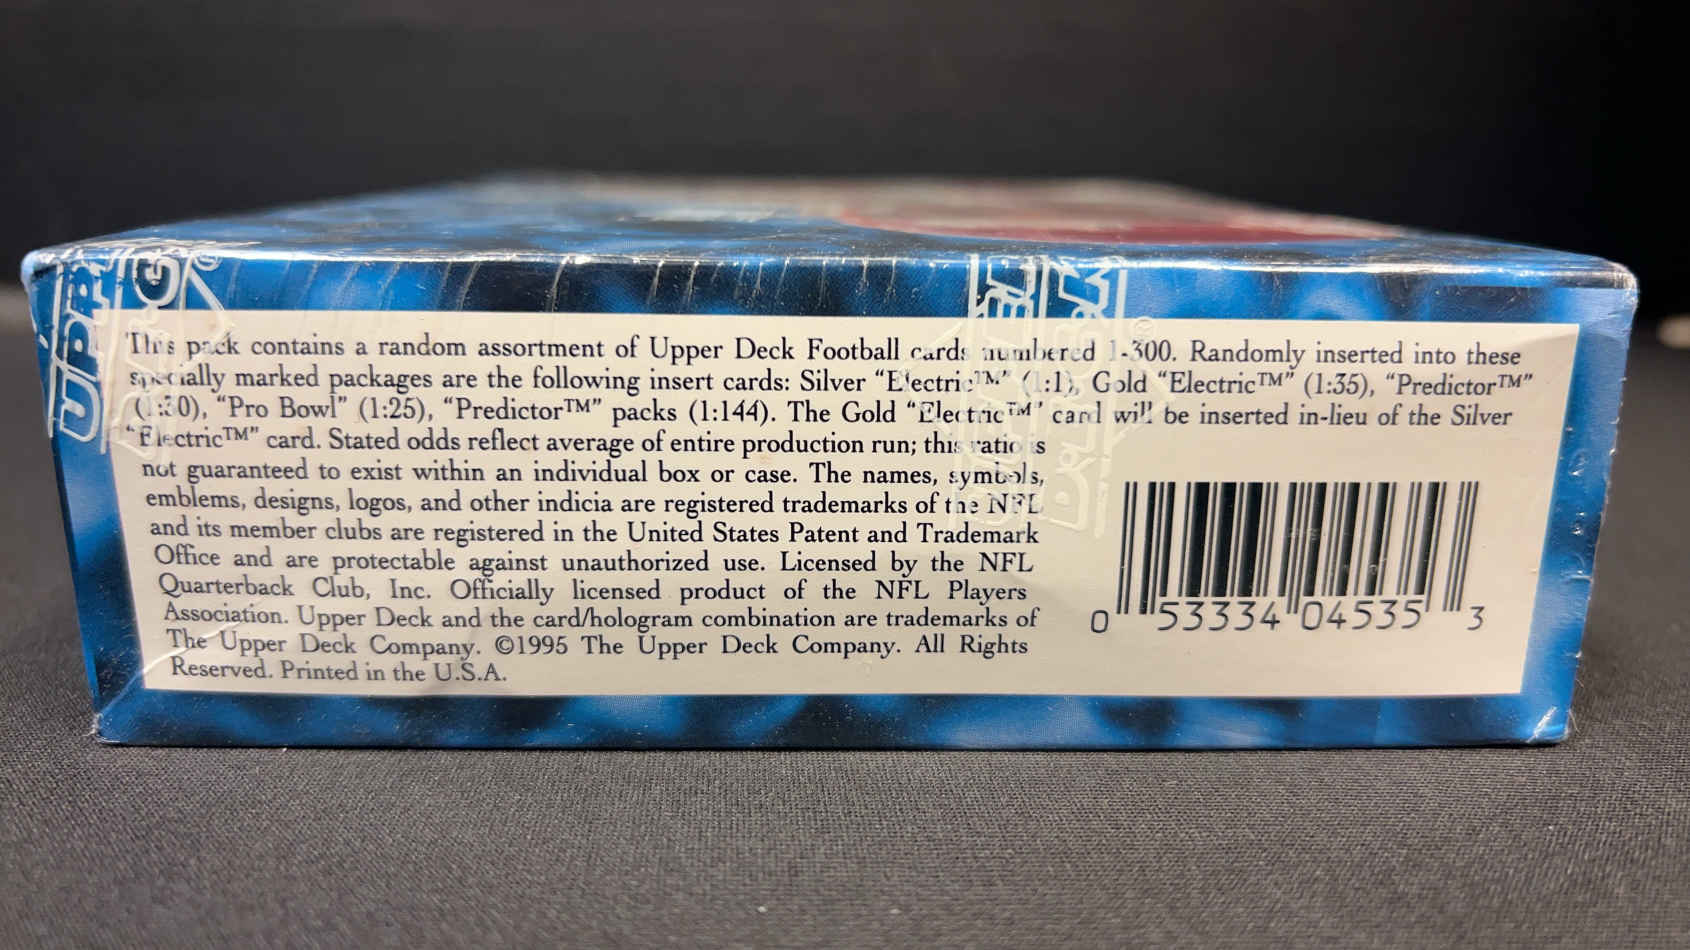 This pack contains a random assortment of Upper Deck Football cards numbered 1-300. Randomly inserted into these
specially marked packages are the following insert cards: Silver “Electric™” (1:1), Gold “Electric™” (1:35), “Predictor™”
(1:30), “Pro Bowl” (1:25), “Predictor™” packs (1:144). The Gold “Electric™” card will be inserted in-lieu of the Silver
“Electric™” card. Stated odds reflect average of entire production run; this ratio is
not guaranteed to exist within an individual box or case. The names, symbols,
emblems, designs, logos, and other indicia are registered trademarks of the NFL
and its member clubs are registered in the United States Patent and Trademark
Office and are protectable against unauthorized use. Licensed by the NFL
Quarterback Club, Inc. Officially licensed product of the NFL Players
Association. Upper Deck and the card/hologram combination are trademarks of
The Upper Deck Company. ©1995 The Upper Deck Company. All Rights
Reserved. Printed in the U.S.A.
0 53334 04535 3